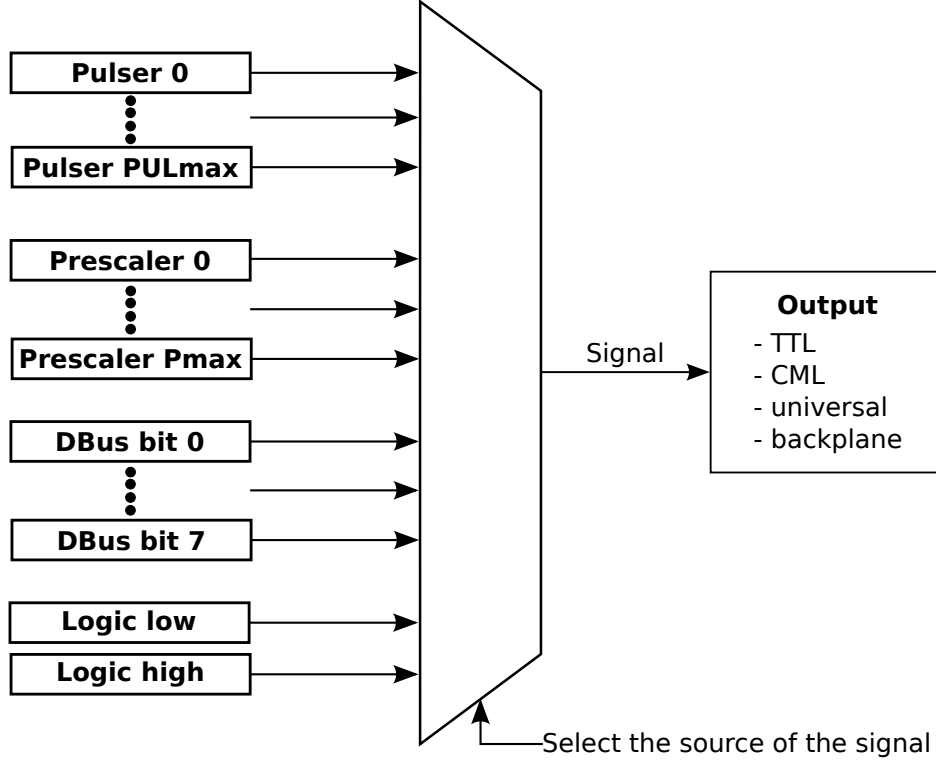 Pulser 0
Pulser PULmax
Prescaler 0
Prescaler Pmax
DBus bit 0
DBus bit 7
Logic low
Logic high
Signal
Output
- TTL
- CML
- universal
- backplane
Select the source of the signal